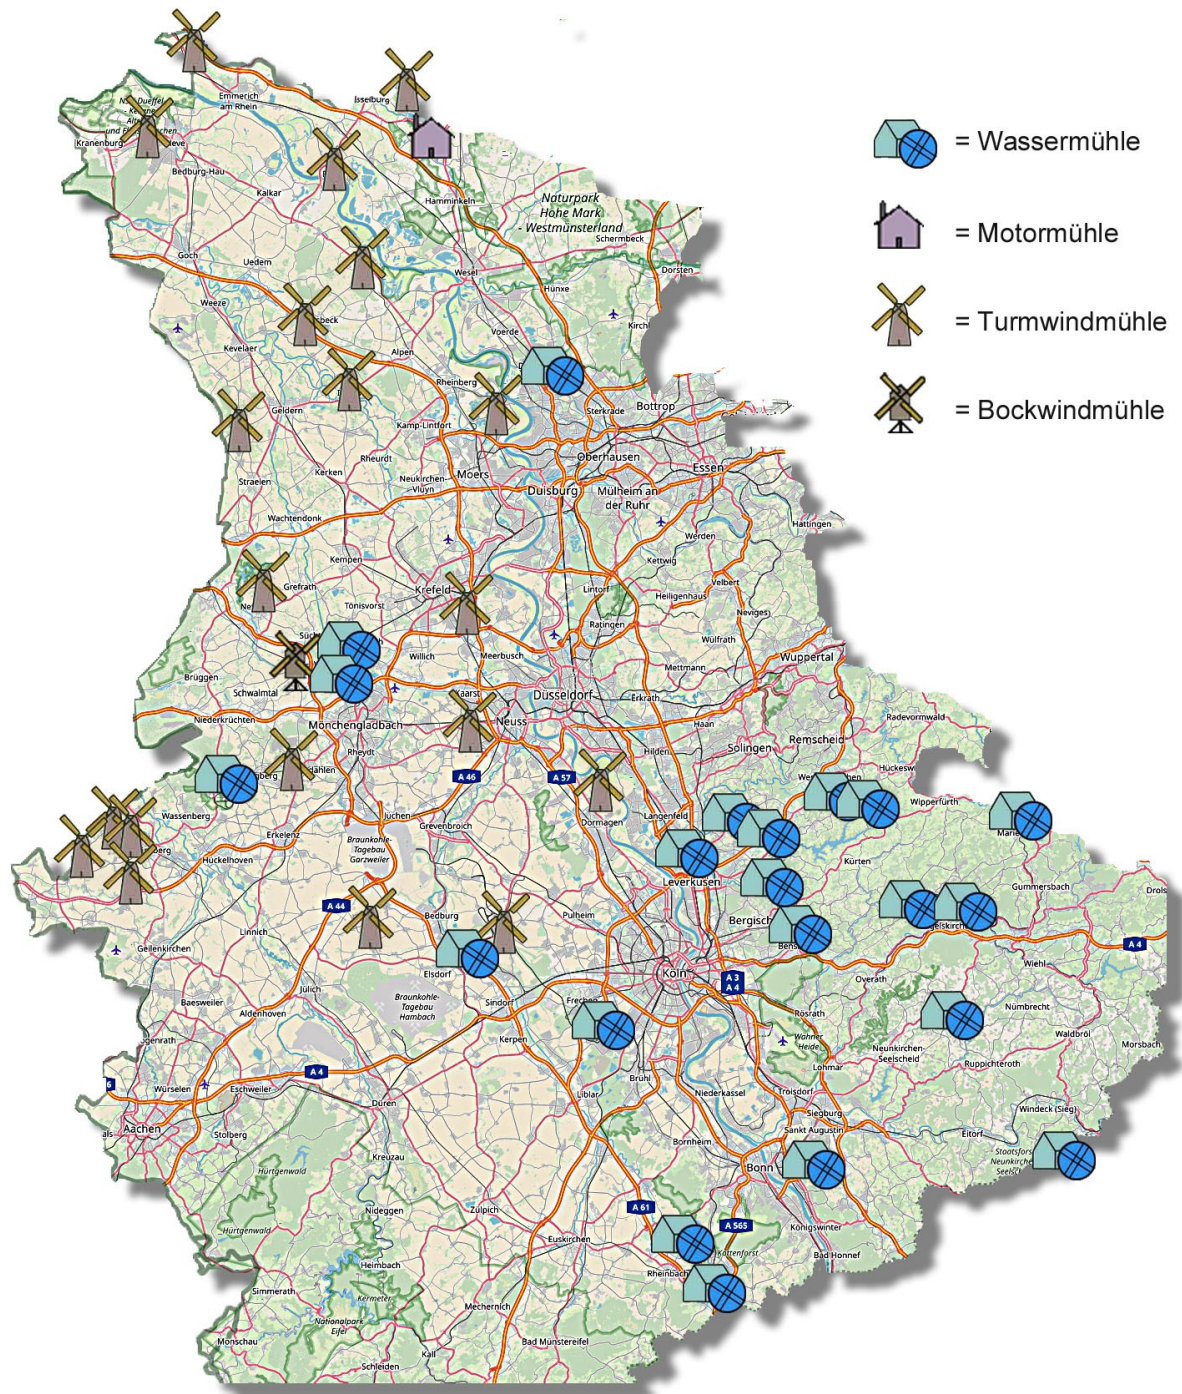 = Wassermühle
= Motormühle
= Turmwindmühle
= Bockwindmühle
Emmerich
am Rhein
Isselburg
Kranenburg
Bedburg-Hau
Kalkar
Hamminkeln
Naturpark
Hohe Mark
- Westmünsterland
Schermbeck
Goch
Uedem
Wesel
Dorsten
Hünxe
Weeze
Voerde
Kevelaer
Alpen
Rheinberg
Geldern
Sterkrade
Bottrop
Kamp-Lintfort
Oberhausen
Essen
Kerken
Rheurdt
Neukirchen-
Vluyn
Moers
Straelen
Duisburg
Mülheim an
der Ruhr
Wachtendonk
Hattingen
Werden
Kempen
Kettwig
Grefrath
Krefeld
Velbert
Lintorf
Heiligenhaus
Tönisvorst
Neviges
Ratingen
Wülfrath
Willich
Meerbusch
Wuppertal
Mettmann
Brüggen
Schwalmtal
Kaarst
Düsseldorf
Erkrath
Niederkrüchten
Mönchengladbach
Neuss
Haan
Radevormwald
Remscheid
Solingen
Rheydt
Hilden
A 46
A 57
Wassenberg
Jüchen
Grevenbroich
Dormagen
Langenfeld
Wipperfürth
Erkelenz
Braunkohle-
Tagebau
Garzweiler
Hückelhoven
Kürten
Leverkusen
Gummersbach
A 44
Bedburg
Pulheim
Linnich
Geilenkirchen
A 4
Elsdorf
Köln
Wiehl
A 3
A 4
Overath
Jülich
Baesweiler
Aldenhoven
Braunkohle-
Tagebau
Hambach
Sindorf
Frechen
Rösrath
Nümbrecht
Waldbröl
Kerpen
Wahner
Heide
Neunkirchen-
Seelscheid
Morsbach
Lohmar
Ruppichteroth
A 4
Brühl
Würselen
Eschweiler
Düren
Liblar
Niederkassel
Troisdorf
Siegburg
Windeck (Sieg)
Aachen
Stolberg
Sankt Augustin
Eitorf
Bornheim
Kreuzau
Hürtgenwald
Bonn
Nideggen
Zülpich
A 61
A 565
Königswinter
Hürtgenwald
Euskirchen
Kottenforst
Bad Honnef
Heimbach
Rheinbach
Simmerath
Kermeter
Mechernich
Nationalpark
Eifel
Monschau
Bad Münstereifel
Kall
Schleiden